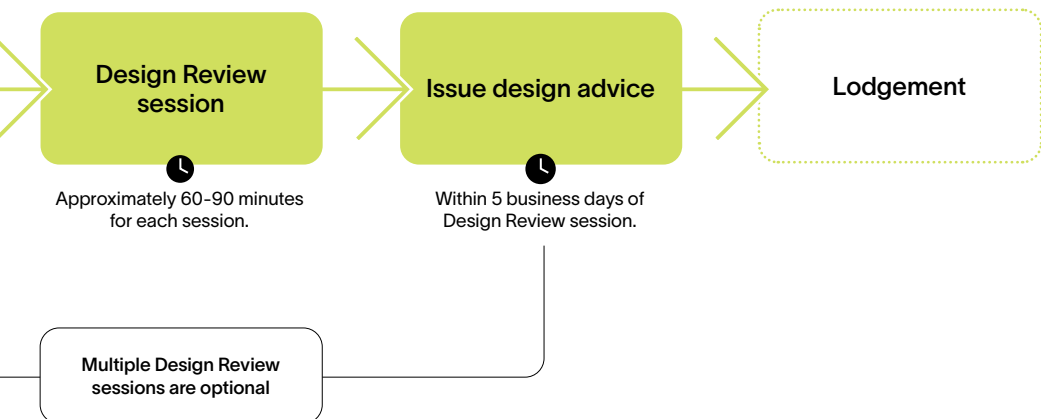 Design Review
session
Issue design advice
Lodgement
Approximately 60-90 minutes
for each session.
Within 5 business days of
Design Review session.
Multiple Design Review
sessions are optional